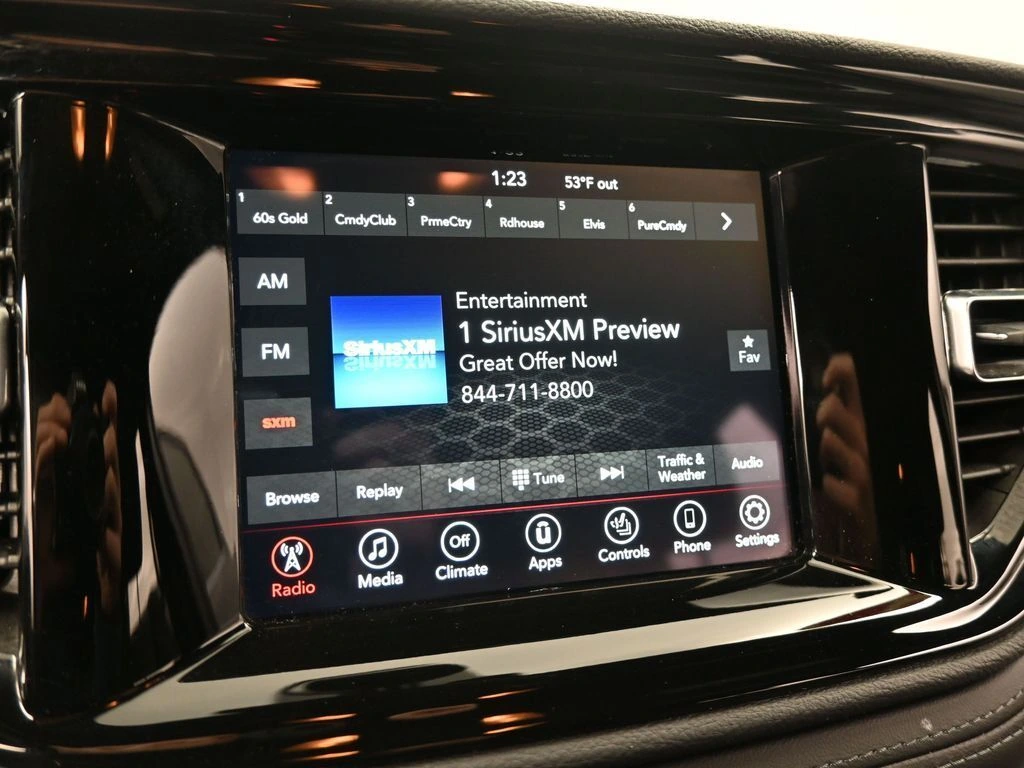 1:23 53°F out
1 2 3 4 5 6
60s Gold CmdyClub PrmeCtry Rdhouse Elvis PureCmdy
AM
FM
sxm
SiriusXM
Entertainment
1 SiriusXM Preview
Great Offer Now!
844-711-8800
Fav
Browse Replay Tune Traffic & Weather Audio
Off
Radio Media Climate Apps Controls Phone Settings